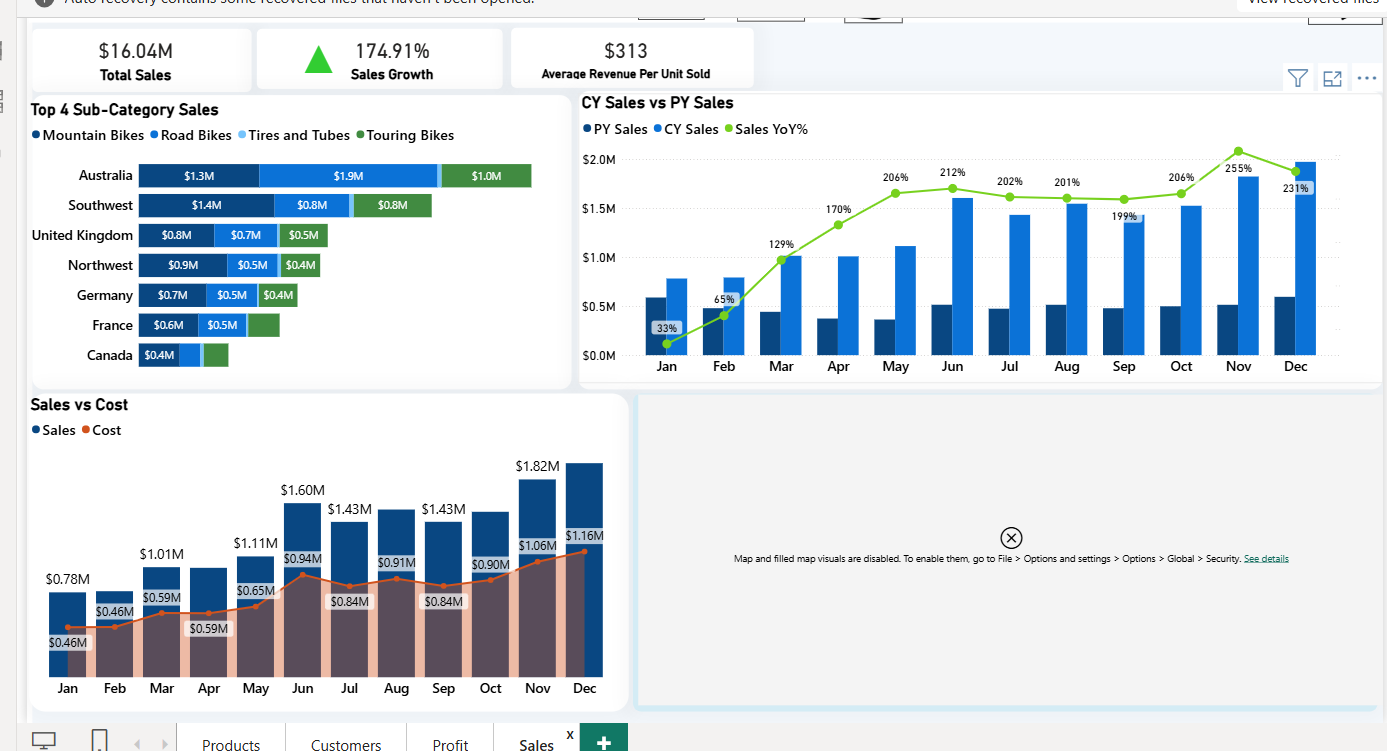 Auto recovery contains some recovered files that haven't been opened.
View recovered files
$16.04M
Total Sales
174.91%
Sales Growth
$313
Average Revenue Per Unit Sold
Top 4 Sub-Category Sales
Mountain Bikes Road Bikes Tires and Tubes Touring Bikes
Australia $1.3M $1.9M $1.0M
Southwest $1.4M $0.8M $0.8M
United Kingdom $0.8M $0.7M $0.5M
Northwest $0.9M $0.5M $0.4M
Germany $0.7M $0.5M $0.4M
France $0.6M $0.5M
Canada $0.4M
CY Sales vs PY Sales
PY Sales CY Sales Sales YoY%
$2.0M
$1.5M
$1.0M
$0.5M
$0.0M
33% 65% 129% 170% 206% 212% 202% 201% 199% 206% 255% 231%
Jan Feb Mar Apr May Jun Jul Aug Sep Oct Nov Dec
Sales vs Cost
Sales Cost
$0.78M $1.01M $1.11M $1.60M $1.43M $1.43M $1.82M
$0.46M $0.46M $0.59M $0.59M $0.65M $0.94M $0.84M $0.91M $0.84M $0.90M $1.06M $1.16M
Jan Feb Mar Apr May Jun Jul Aug Sep Oct Nov Dec
Map and filled map visuals are disabled. To enable them, go to File > Options and settings > Options > Global > Security. See details
Products Customers Profit Sales x +